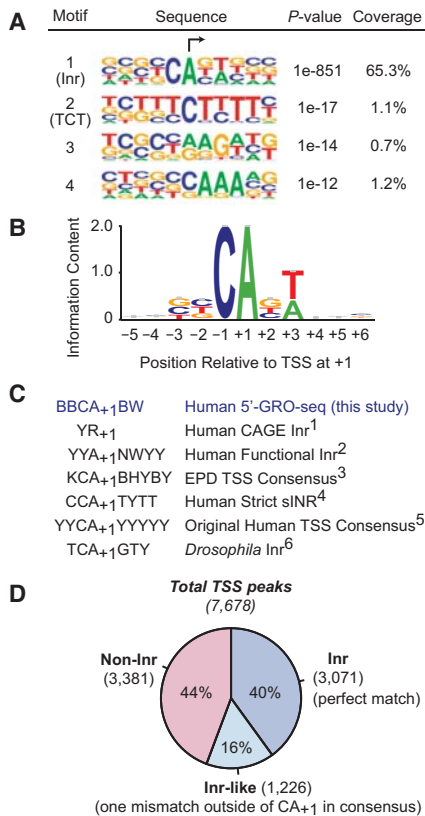 A
Motif Sequence P-value Coverage
1 (Inr) 1e-851 65.3%
2 (TCT) TCTTTCTTTTC 1e-17 1.1%
3 1e-14 0.7%
4 1e-12 1.2%
B
Information Content
2.0
1.0
0
CA
T
A
−5 −4 −3 −2 −1 +1 +2 +3 +4 +5 +6
Position Relative to TSS at +1
C
BBCA+1BW Human 5'-GRO-seq (this study)
YR+1 Human CAGE Inr1
YYA+1NWYY Human Functional Inr2
KCA+1BHYBY EPD TSS Consensus3
CCA+1TYTT Human Strict sINR4
YYCA+1YYYYY Original Human TSS Consensus5
TCA+1GTY Drosophila Inr6
D
Total TSS peaks
(7,678)
Non-Inr
(3,381)
44%
Inr
(3,071)
(perfect match)
40%
16%
Inr-like (1,226)
(one mismatch outside of CA+1 in consensus)